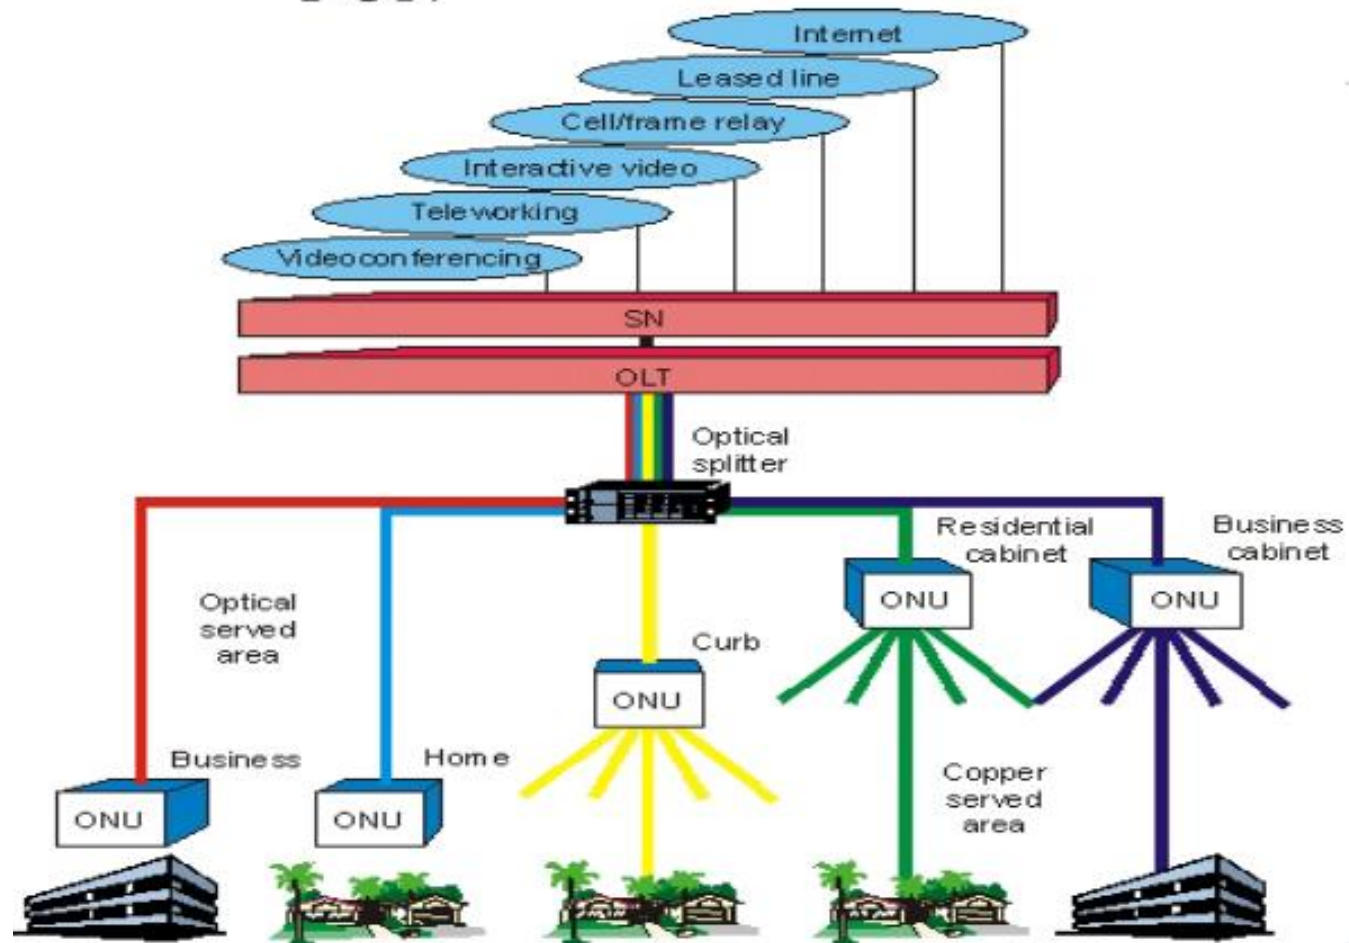 Internet
Leased line
Cell/frame relay
Interactive video
Teleworking
Videoconferencing
SN
OLT
Optical
splitter
Residential
cabinet
Business
cabinet
ONU
ONU
Optical
served
area
Curb
ONU
Business
Home
Copper
served
area
ONU
ONU